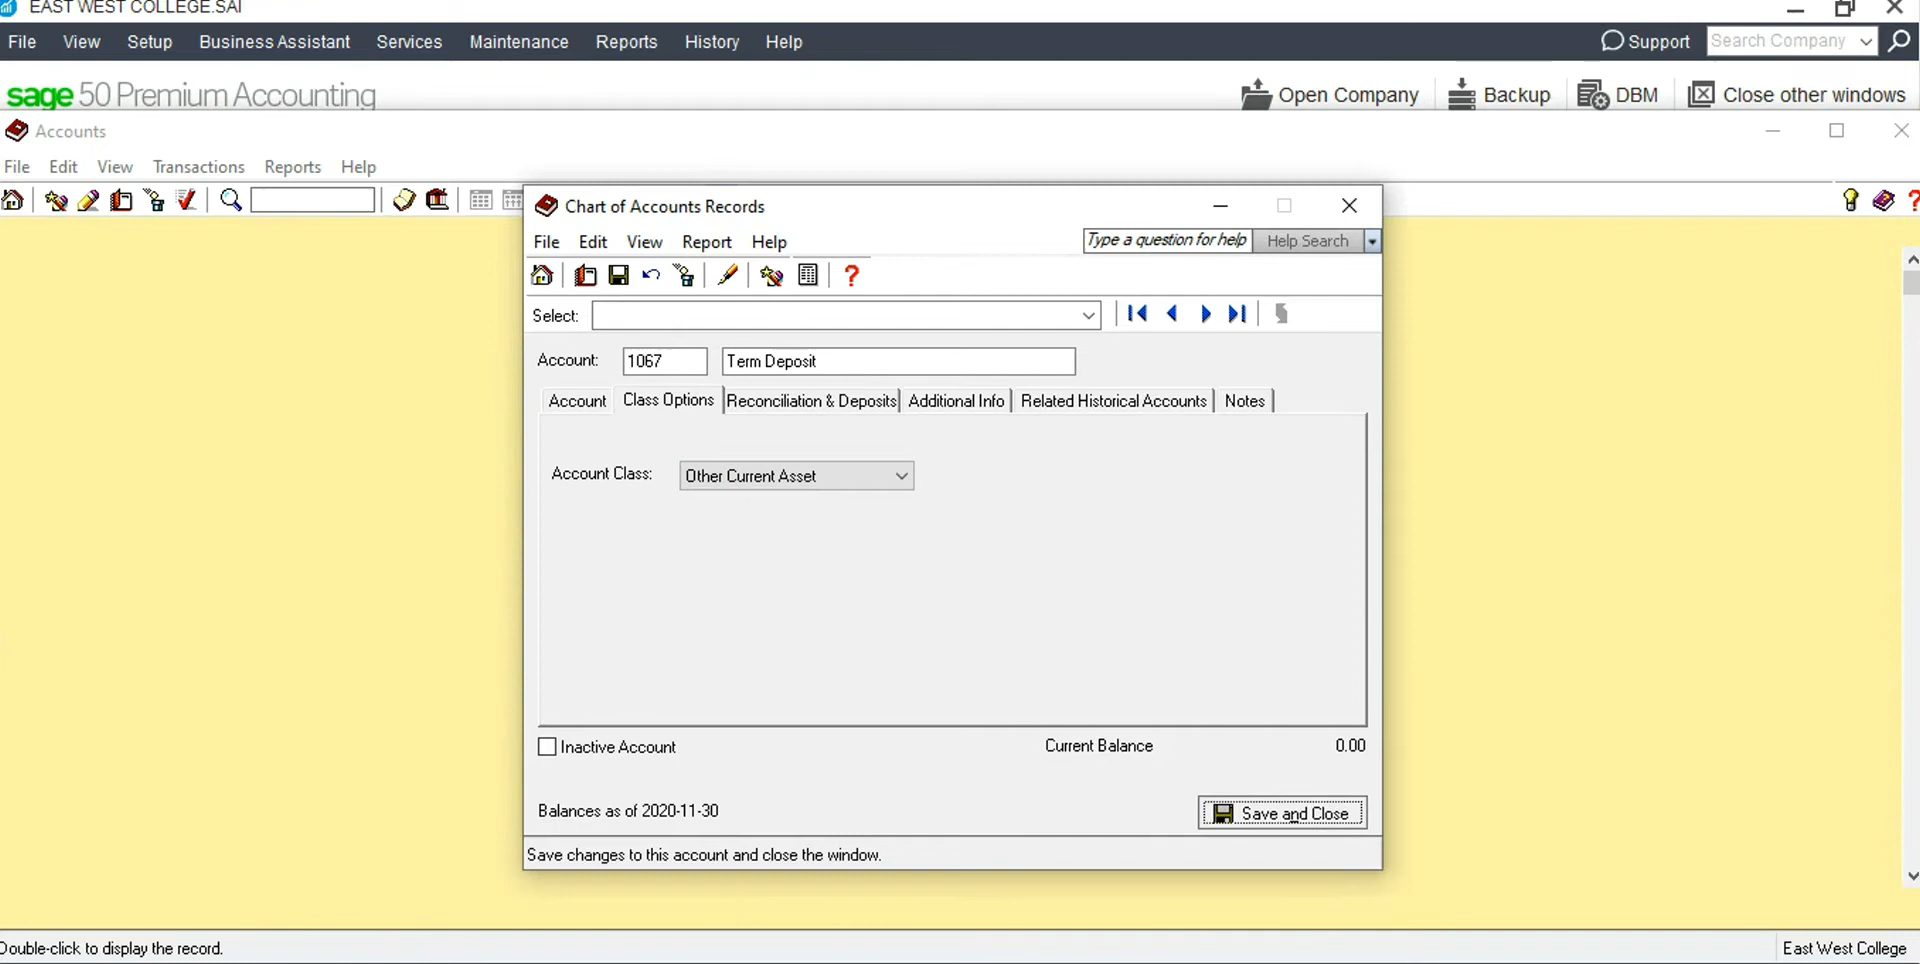 EAST WEST COLLEGE.SAI
File View Setup Business Assistant Services Maintenance Reports History Help Support Search Company
sage 50 Premium Accounting Open Company Backup DBM Close other windows
Accounts
File Edit View Transactions Reports Help
Chart of Accounts Records
File Edit View Report Help Type a question for help Help Search
Select:
Account: 1067 Term Deposit
Account Class Options Reconciliation & Deposits Additional Info Related Historical Accounts Notes
Account Class: Other Current Asset
Inactive Account Current Balance 0.00
Balances as of 2020-11-30 Save and Close
Save changes to this account and close the window.
Double-click to display the record. East West College